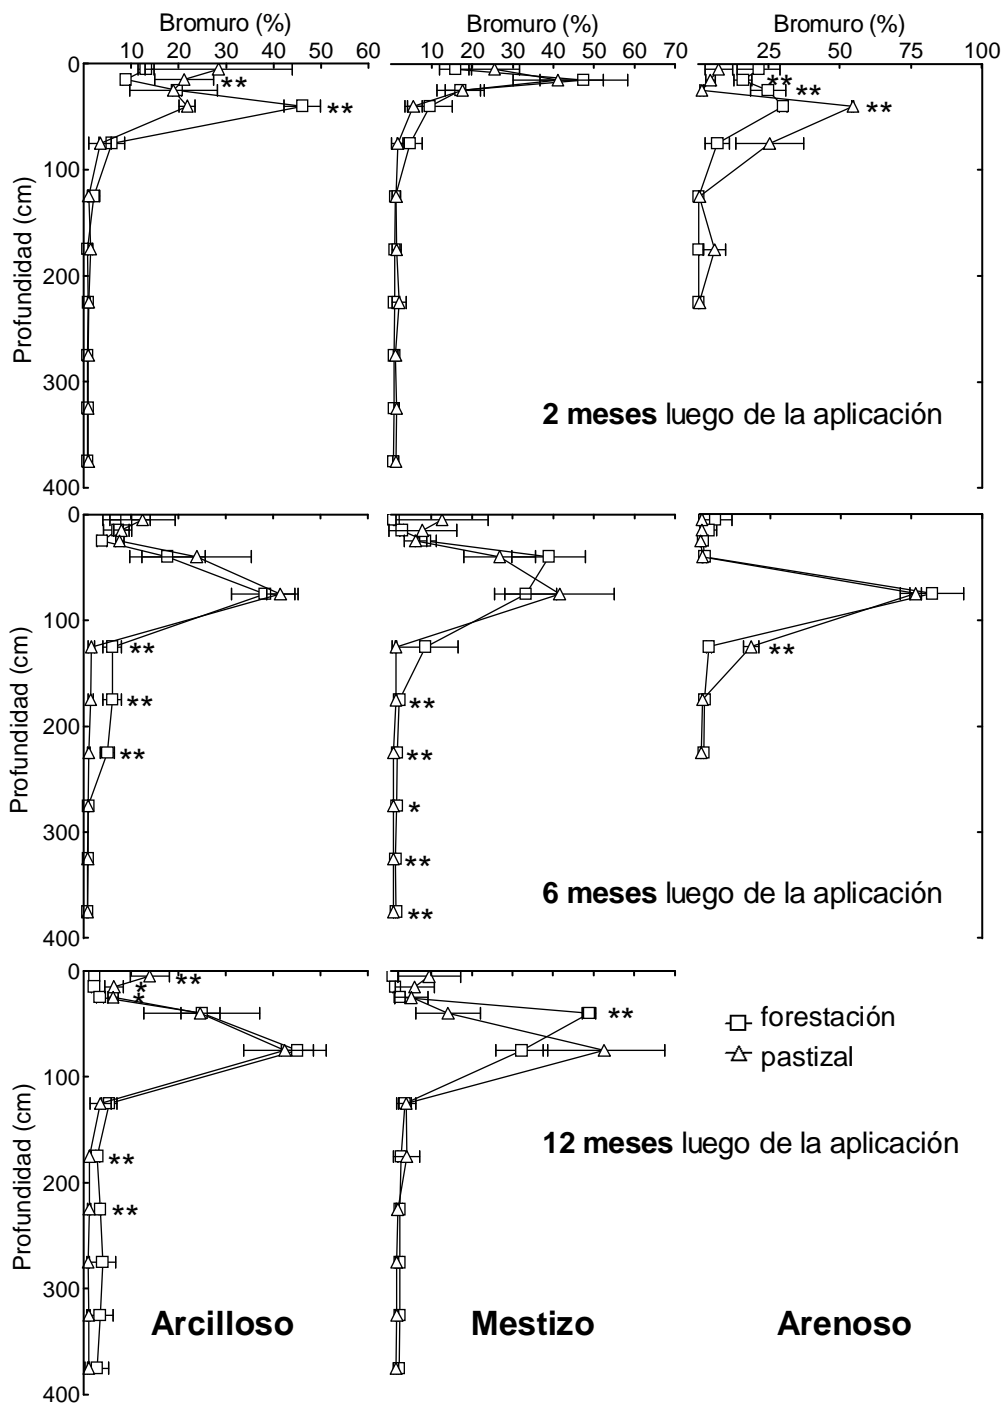 Bromuro (%) Bromuro (%) Bromuro (%)
10 20 30 40 50 60 10 20 30 40 50 60 70 25 50 75 100
0
**
**
**
**
**
100
200
300
400
Profundidad (cm)
2 meses luego de la aplicación
0
100
** **
** **
200
** **
*
300
**
**
400
Profundidad (cm)
6 meses luego de la aplicación
0
**
*
*
**
100
**
200
**
300
400
Profundidad (cm)
forestación
pastizal
12 meses luego de la aplicación
Arcilloso Mestizo Arenoso